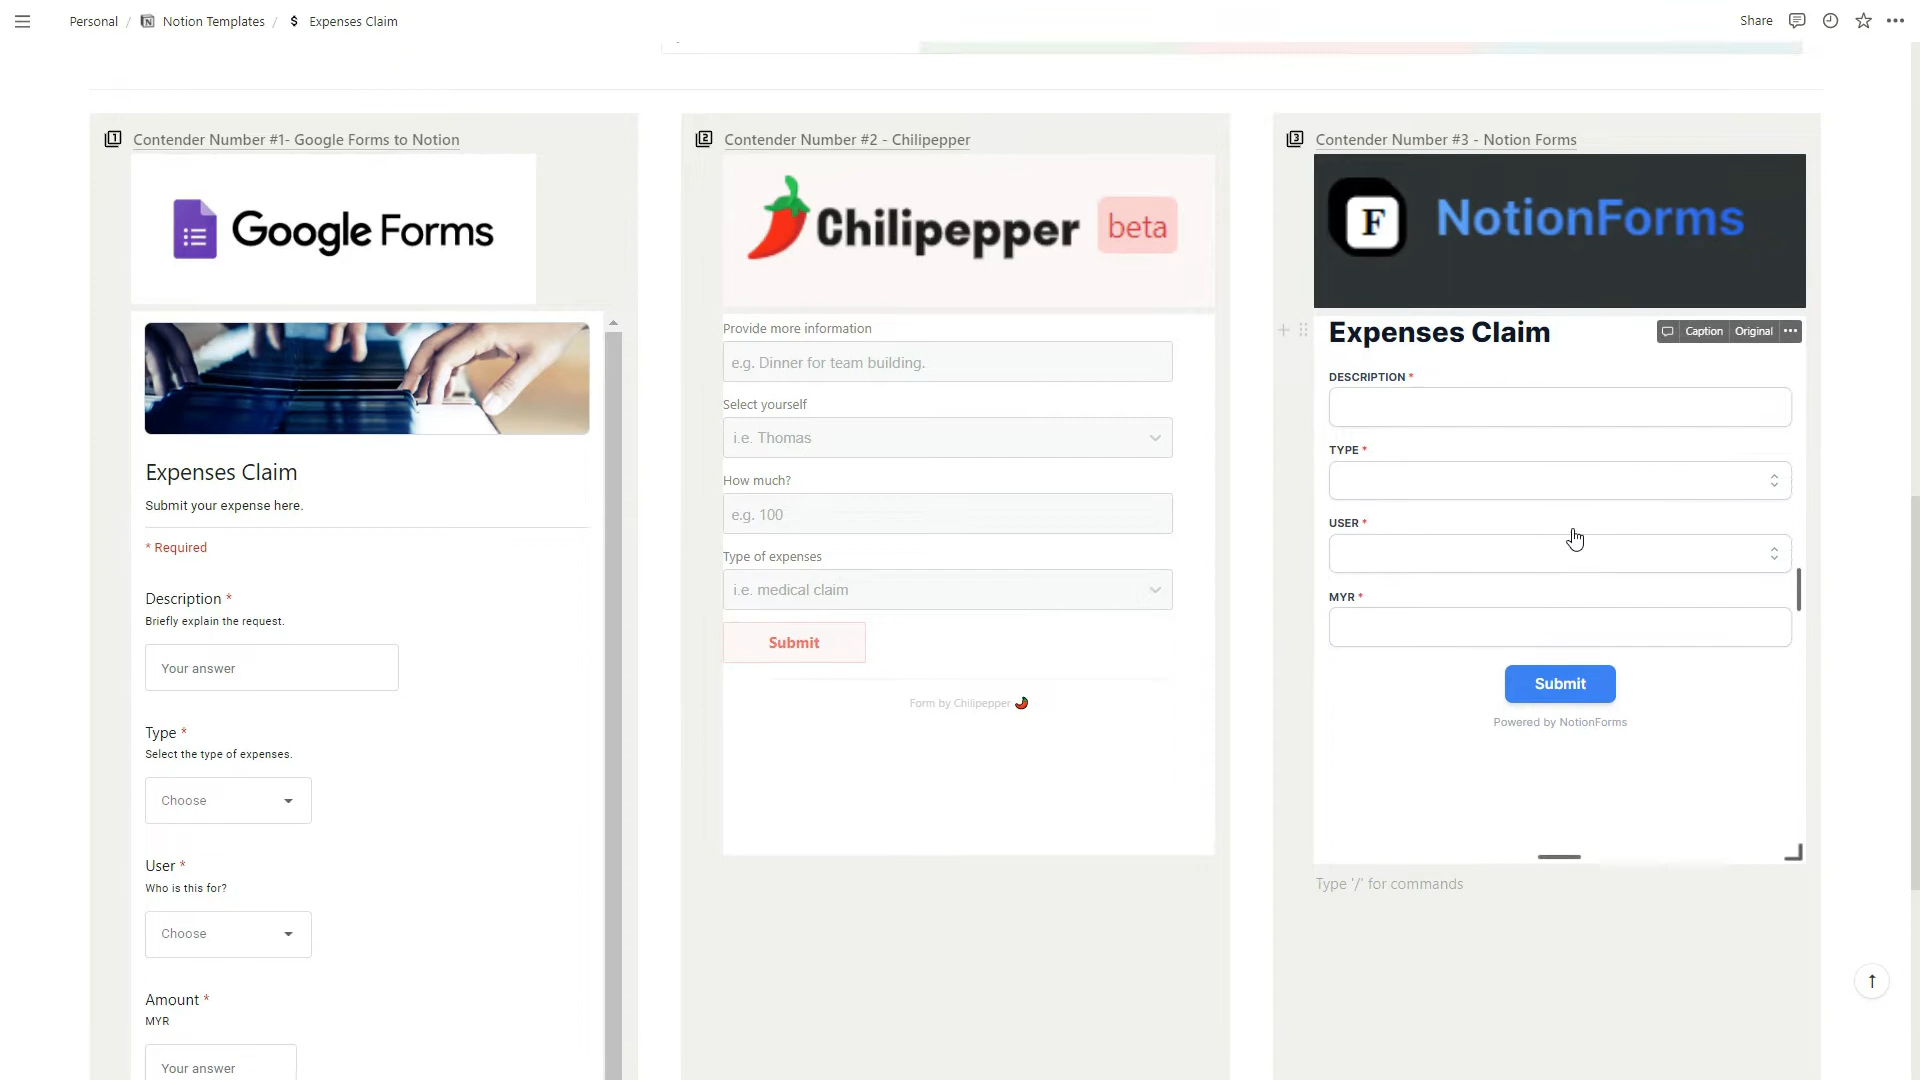 Personal / Notion Templates / $ Expenses Claim
Share
Contender Number #1- Google Forms to Notion
Google Forms
Expenses Claim
Submit your expense here.
* Required
Description *
Briefly explain the request.
Your answer
Type *
Select the type of expenses.
Choose
User *
Who is this for?
Choose
Amount *
MYR
Your answer
Contender Number #2 - Chilipepper
Chilipepper beta
Provide more information
e.g. Dinner for team building.
Select yourself
i.e. Thomas
How much?
e.g. 100
Type of expenses
i.e. medical claim
Submit
Form by Chilipepper
Contender Number #3 - Notion Forms
F NotionForms
Expenses Claim
Caption Original
DESCRIPTION *
TYPE *
USER *
MYR *
Submit
Powered by NotionForms
Type '/' for commands